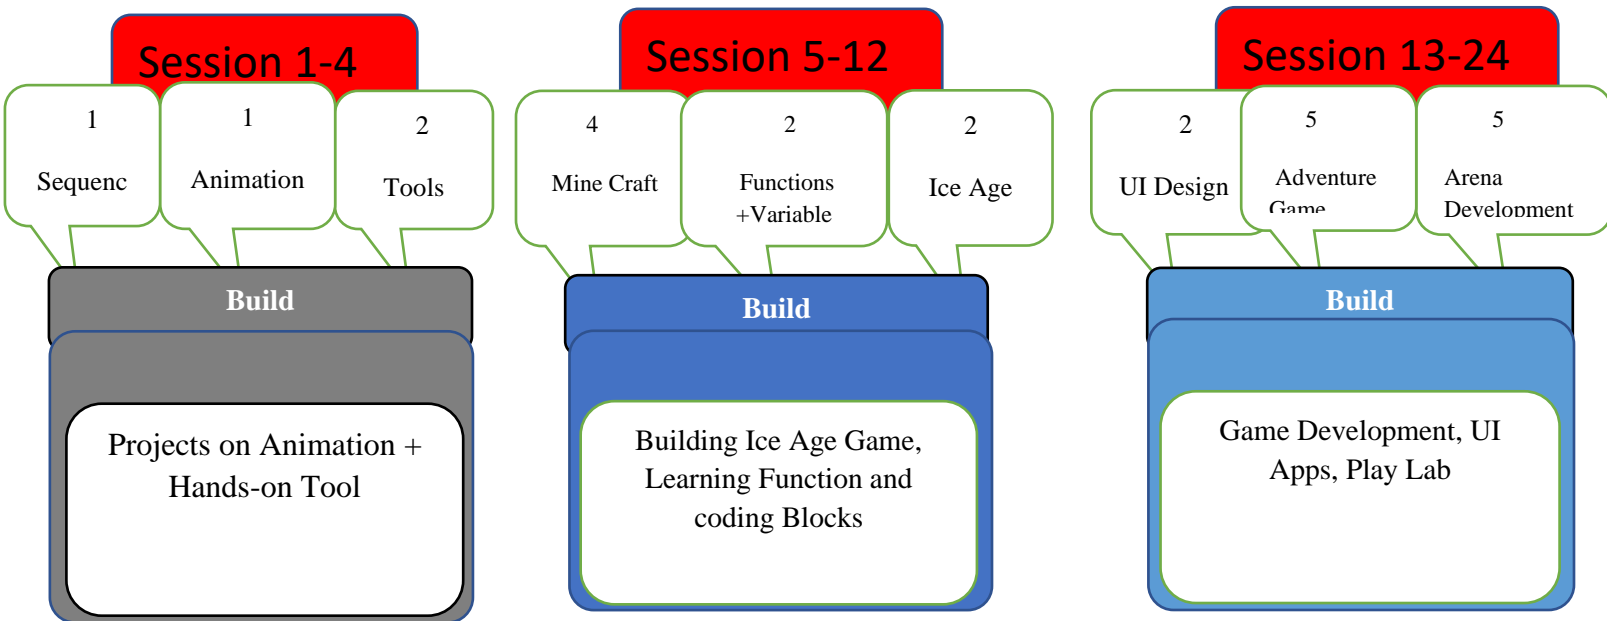 Session 1-4
1
Sequenc
1
Animation
2
Tools
Build
Projects on Animation +
Hands-on Tool
Session 5-12
4
Mine Craft
2
Functions
+Variable
2
Ice Age
Build
Building Ice Age Game,
Learning Function and
coding Blocks
Session 13-24
2
UI Design
5
Adventure
Game
5
Arena
Development
Build
Game Development, UI
Apps, Play Lab